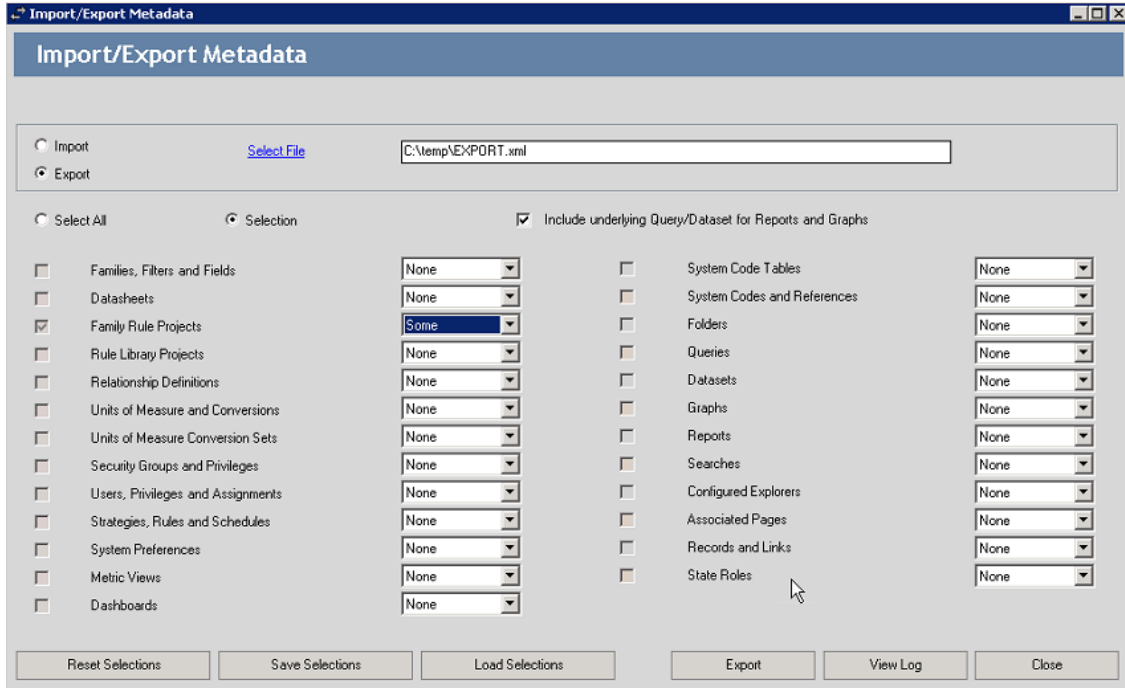 Import/Export Metadata
Import/Export Metadata
Import Select File C:\temp\EXPORT.xml
Export
Select All Selection Include underlying Query/Dataset for Reports and Graphs
Families, Filters and Fields None System Code Tables None
Datasheets None System Codes and References None
Family Rule Projects Some Folders None
Rule Library Projects None Queries None
Relationship Definitions None Datasets None
Units of Measure and Conversions None Graphs None
Units of Measure Conversion Sets None Reports None
Security Groups and Privileges None Searches None
Users, Privileges and Assignments None Configured Explorers None
Strategies, Rules and Schedules None Associated Pages None
System Preferences None Records and Links None
Metric Views None State Roles None
Dashboards None
Reset Selections Save Selections Load Selections Export View Log Close